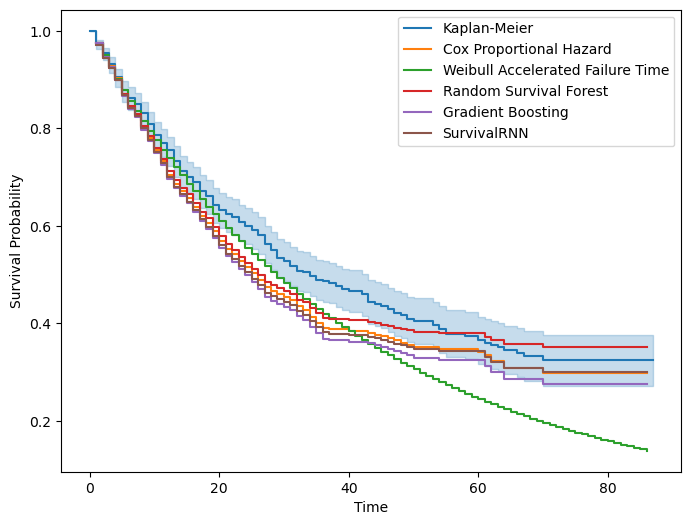 Kaplan-Meier
Cox Proportional Hazard
Weibull Accelerated Failure Time
Random Survival Forest
Gradient Boosting
SurvivalRNN
Survival Probability
1.0
0.8
0.6
0.4
0.2
0 20 40 60 80
Time